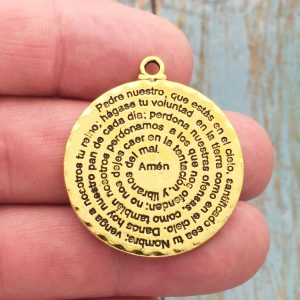 Padre nuestro, que estás en el cielo, santificado sea tu Nombre; venga a nosotros tu reino; hágase tu voluntad en la tierra como en el cielo. Danos hoy nuestro pan de cada día; perdona nuestras ofensas, como también nosotros perdonamos a los que nos ofenden; no nos dejes caer en la tentación, y líbranos del mal.
Amén